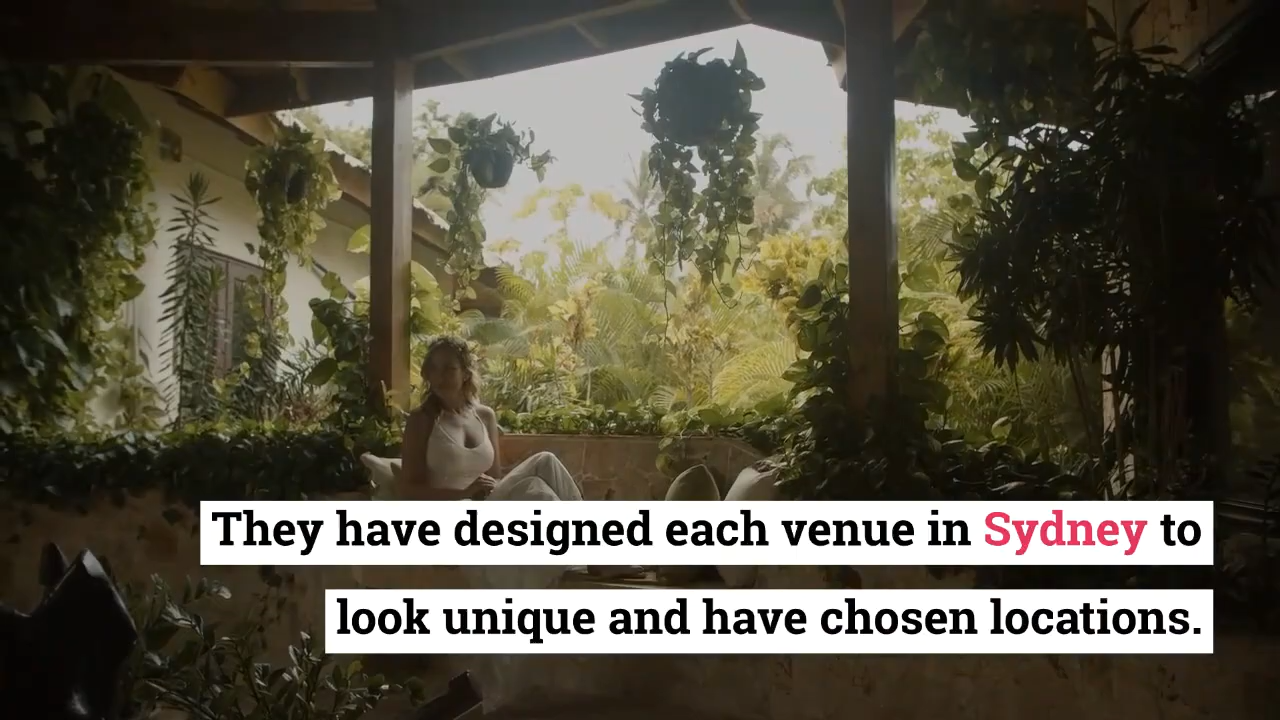 They have designed each venue in Sydney to
look unique and have chosen locations.